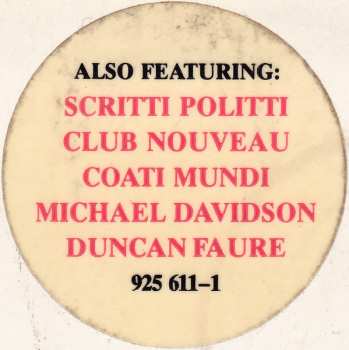 ALSO FEATURING:
SCRITTI POLITTI
CLUB NOUVEAU
COATI MUNDI
MICHAEL DAVIDSON
DUNCAN FAURE
925 611-1